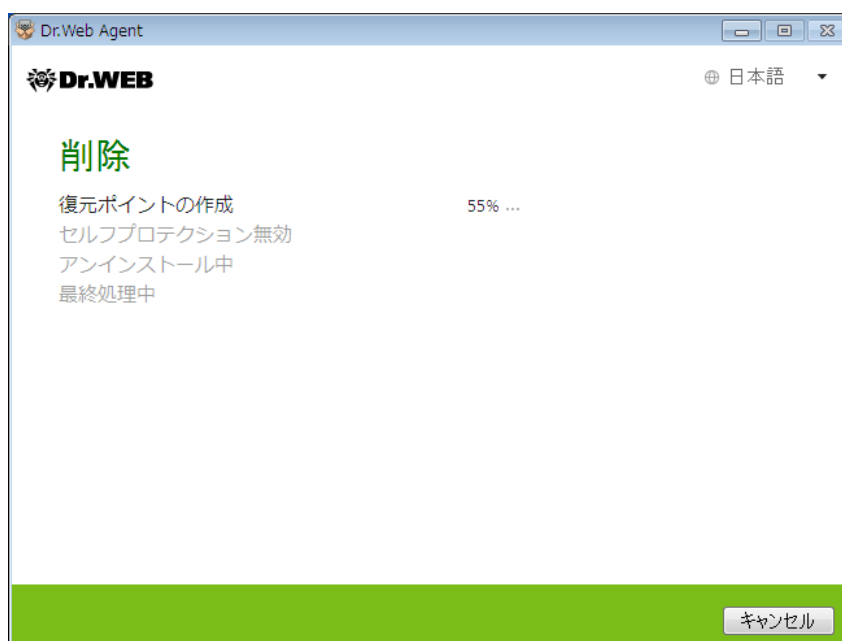 Dr.Web Agent
Dr.WEB
日本語
削除
復元ポイントの作成 55% ...
セルフプロテクション無効
アンインストール中
最終処理中
キャンセル